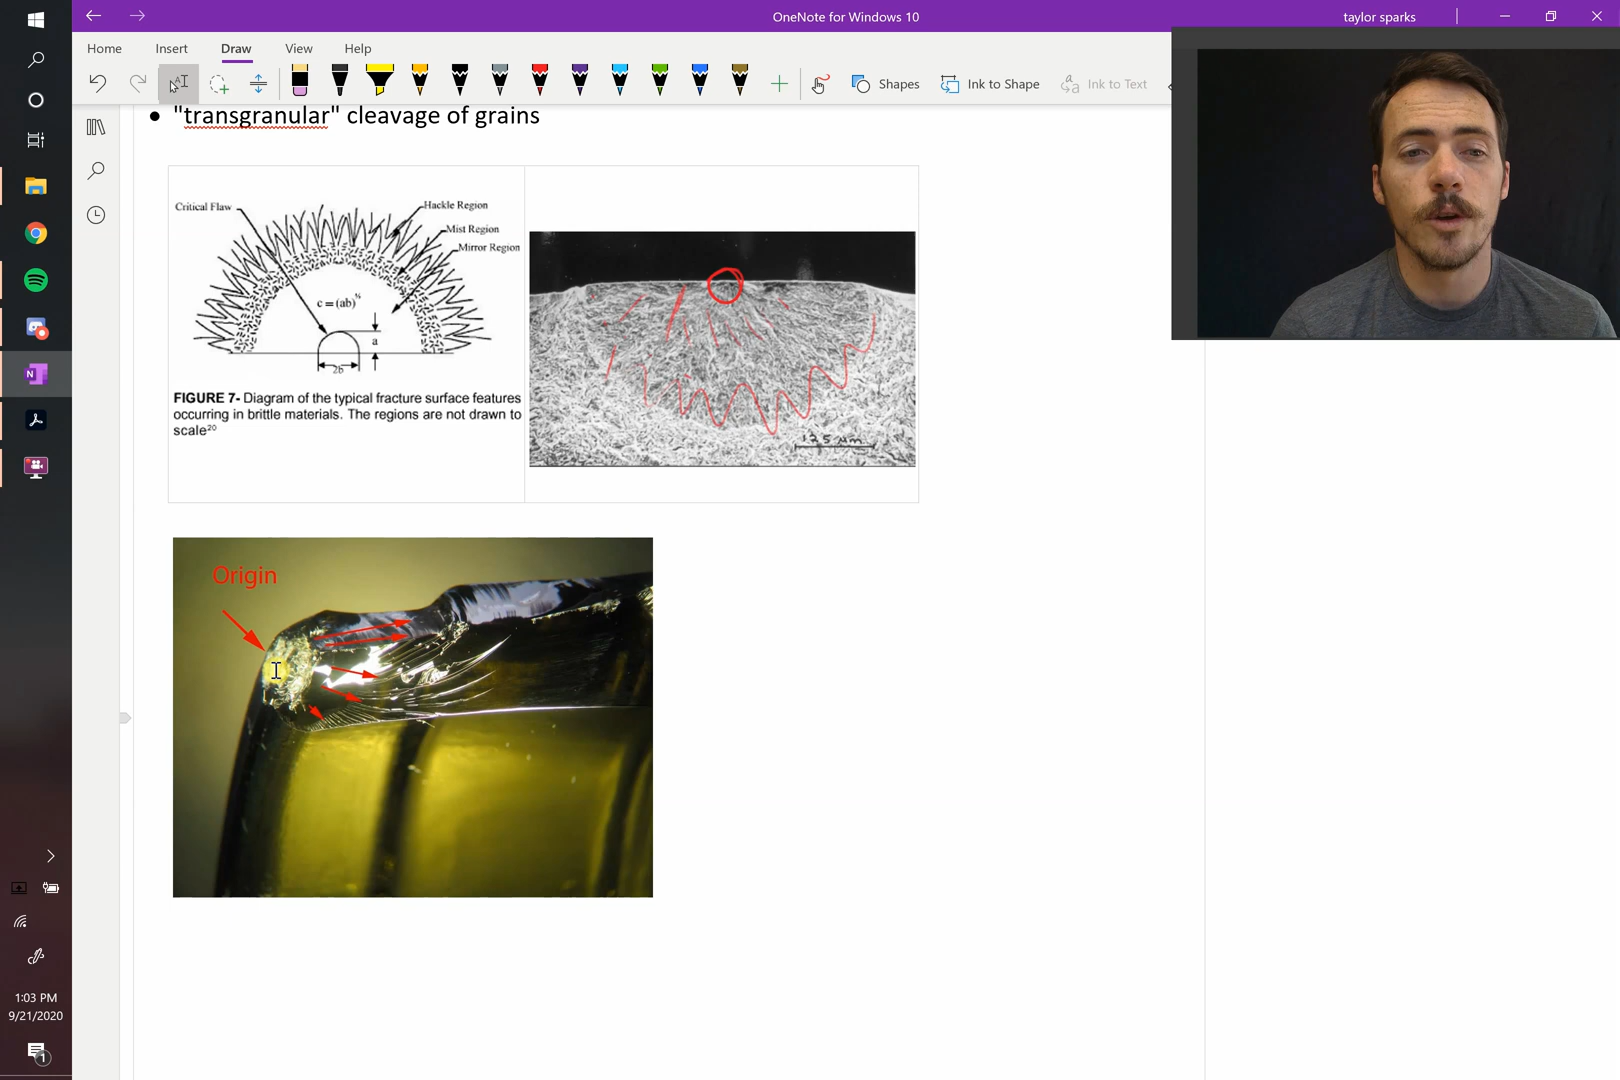 OneNote for Windows 10
taylor sparks
Home
Insert
Draw
View
Help
Shapes
Ink to Shape
Ink to Text
• "transgranular" cleavage of grains
Critical Flaw
Hackle Region
Mist Region
Mirror Region
c = (ab)^½
a
2b
FIGURE 7- Diagram of the typical fracture surface features
occurring in brittle materials. The regions are not drawn to
scale²⁰
125 μm
Origin
1:03 PM
9/21/2020
1